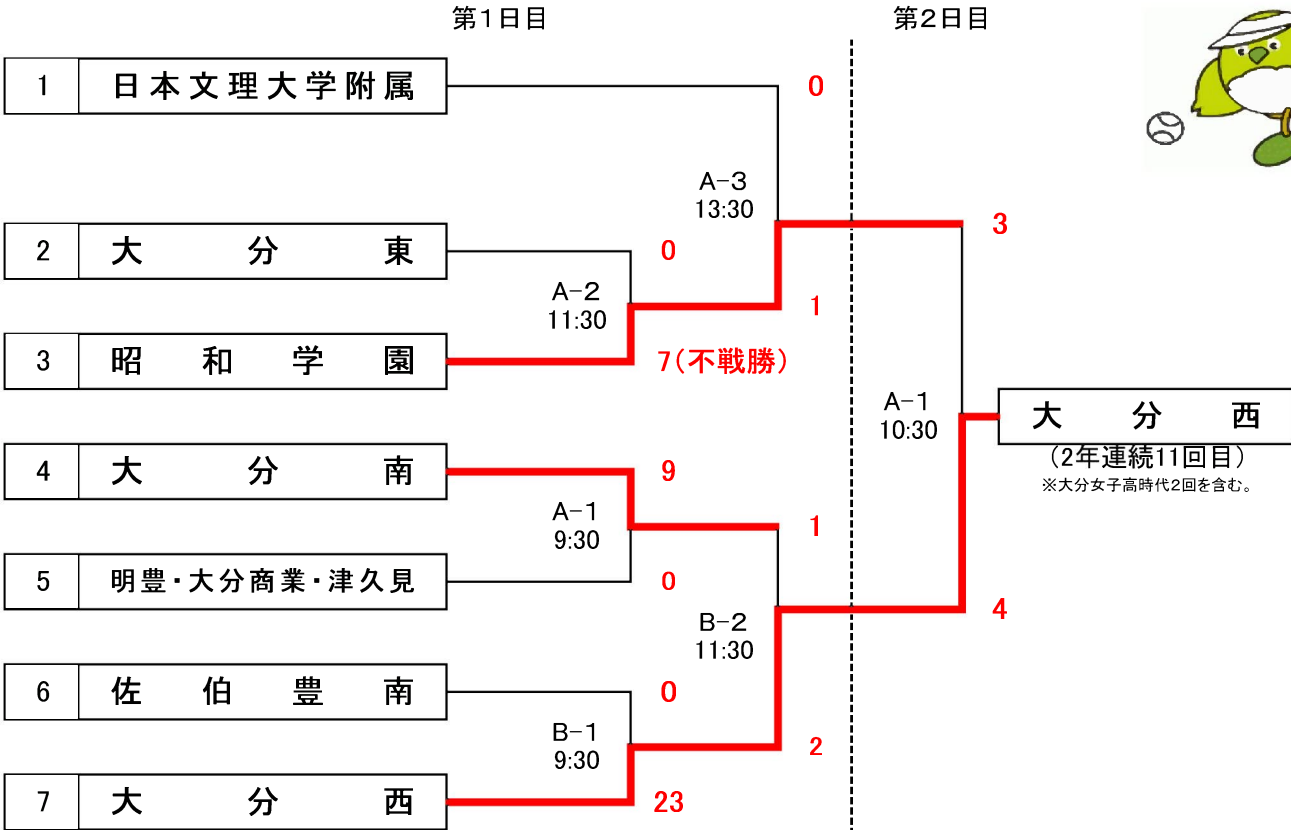 第1日目
第2日目
1 日本文理大学附属
0
A-3
13:30
2 大分東
0
3
A-2
11:30
1
3 昭和学園
7(不戦勝)
A-1
10:30
大分西
(2年連続11回目)
※大分女子高時代2回を含む。
4 大分南
9
A-1
9:30
1
5 明豊・大分商業・津久見
0
B-2
11:30
4
6 佐伯豊南
0
B-1
9:30
2
7 大分西
23